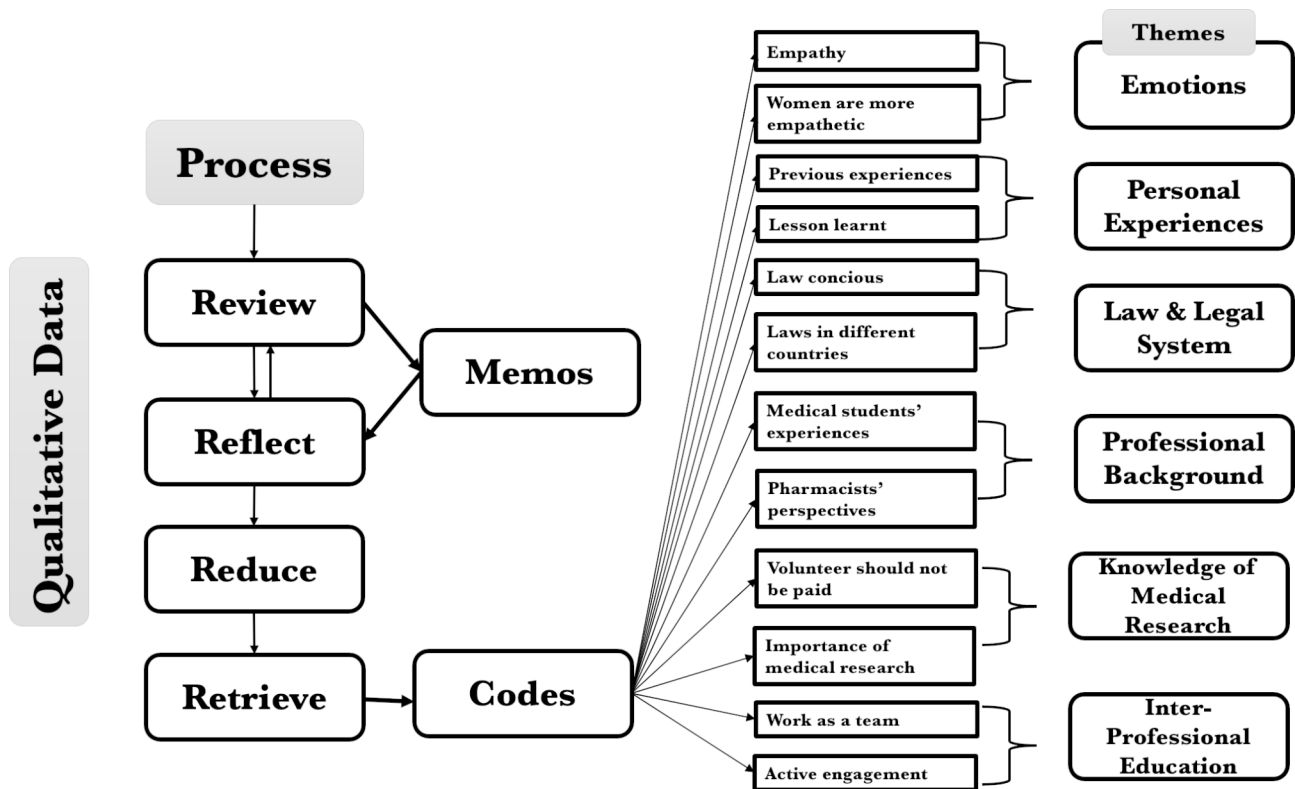 Qualitative Data
Process
Review
Memos
Reflect
Reduce
Retrieve
Codes
Empathy
Women are more
empathetic
Previous experiences
Lesson learnt
Law concious
Laws in different
countries
Medical students’
experiences
Pharmacists’
perspectives
Volunteer should not
be paid
Importance of
medical research
Work as a team
Active engagement
Themes
Emotions
Personal
Experiences
Law & Legal
System
Professional
Background
Knowledge of
Medical
Research
Inter-
Professional
Education